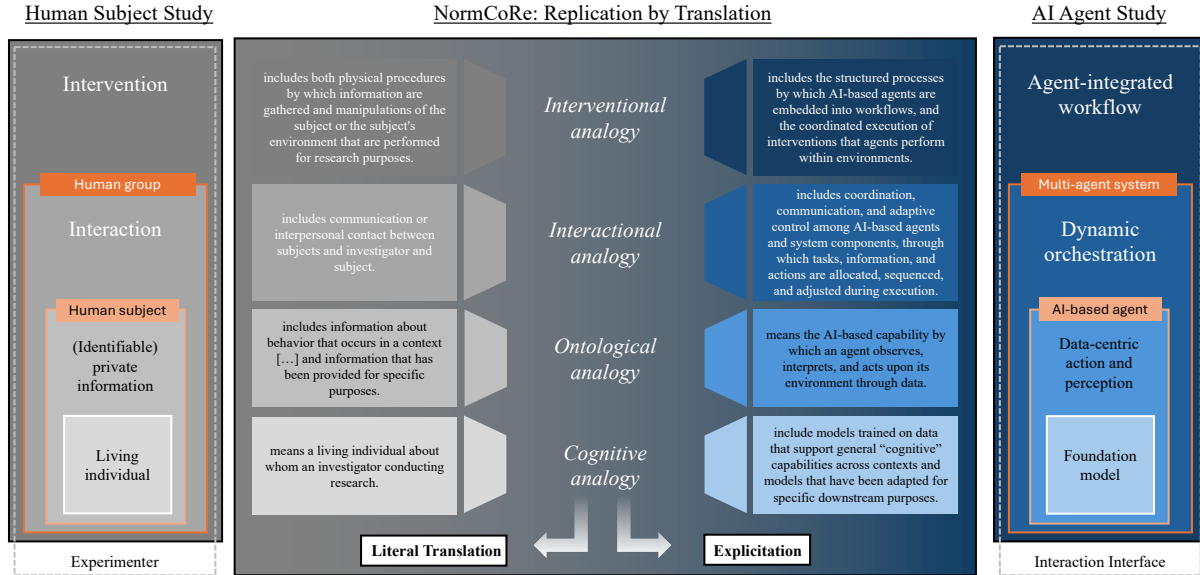 Human Subject Study
NormCoRe: Replication by Translation
AI Agent Study
Intervention
Human group
Interaction
Human subject
(Identifiable)
private
information
Living
individual
Experimenter
includes both physical procedures
by which information are
gathered and manipulations of the
subject or the subject's
environment that are performed
for research purposes.
Interventional
analogy
includes the structured processes
by which AI-based agents are
embedded into workflows, and
the coordinated execution of
interventions that agents perform
within environments.
includes communication or
interpersonal contact between
subjects and investigator and
subject.
Interactional
analogy
includes coordination,
communication, and adaptive
control among AI-based agents
and system components, through
which tasks, information, and
actions are allocated, sequenced,
and adjusted during execution.
includes information about
behavior that occurs in a context
[…] and information that has
been provided for specific
purposes.
Ontological
analogy
means the AI-based capability by
which an agent observes,
interprets, and acts upon its
environment through data.
means a living individual about
whom an investigator conducting
research.
Cognitive
analogy
include models trained on data
that support general “cognitive”
capabilities across contexts and
models that have been adapted for
specific downstream purposes.
Literal Translation
Explicitation
Agent-integrated
workflow
Multi-agent system
Dynamic
orchestration
AI-based agent
Data-centric
action and
perception
Foundation
model
Interaction Interface